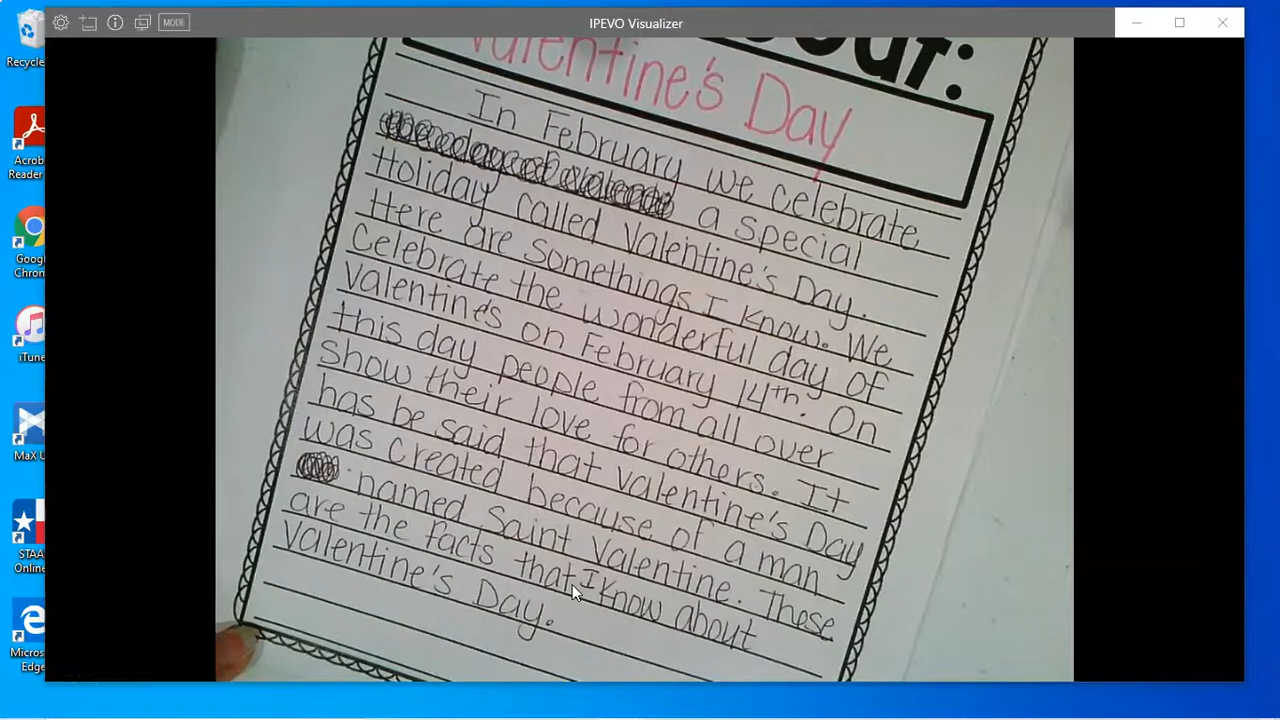 IPEVO Visualizer
MODE
Recycle
Acrob
Reader
Goog
Chron
iTune
MaX U
STAA
Online
Micros
Edge
about:
Valentine's Day
In February we celebrate
a special
Holiday called Valentine's Day.
Here are somethings I know. We
celebrate the wonderful day of
Valentine's on February 14th. On
this day people from all over
show their love for others. It
has be said that Valentine's Day
was created because of a man
named Saint Valentine. These
are the facts that I know about
Valentine's Day.